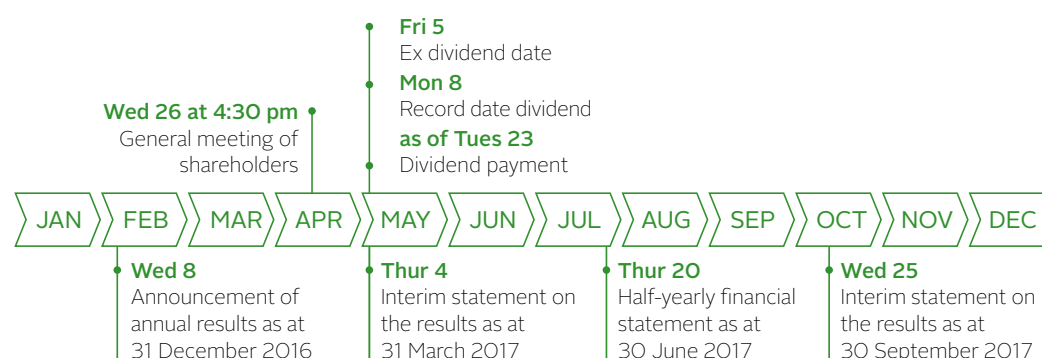 Fri 5
Ex dividend date
Mon 8
Record date dividend
as of Tues 23
Dividend payment
Wed 26 at 4:30 pm
General meeting of
shareholders
JAN
FEB
MAR
APR
MAY
JUN
JUL
AUG
SEP
OCT
NOV
DEC
Wed 8
Announcement of
annual results as at
31 December 2016
Thur 4
Interim statement on
the results as at
31 March 2017
Thur 20
Half-yearly financial
statement as at
30 June 2017
Wed 25
Interim statement on
the results as at
30 September 2017